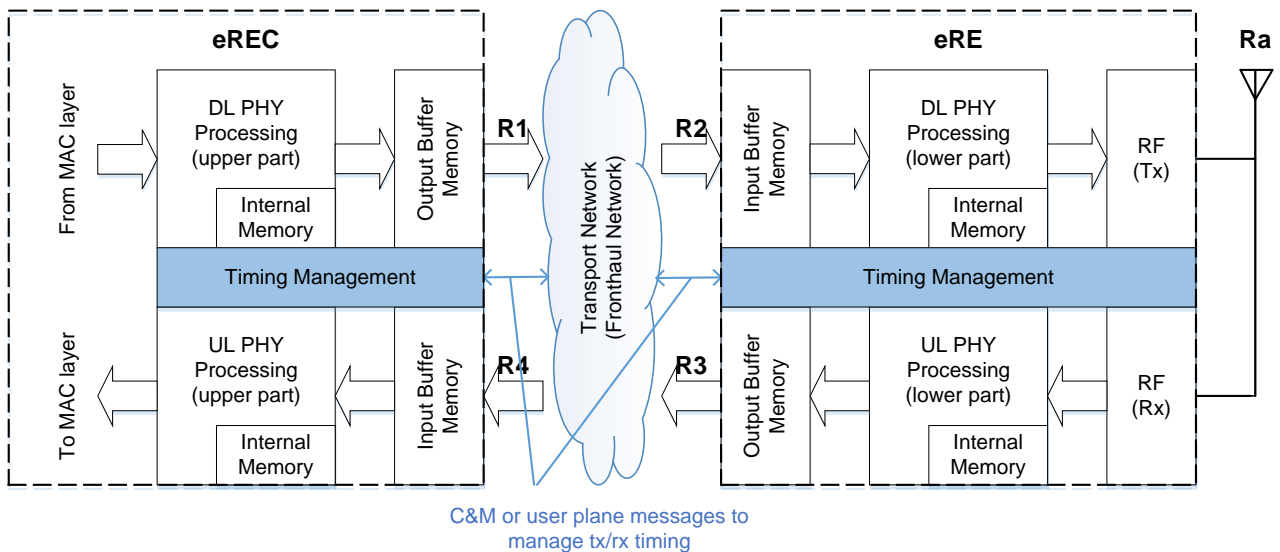 eREC
eRE
Ra
From MAC layer
DL PHY
Processing
(upper part)
Internal
Memory
Output Buffer
Memory
R1
Transport Network
(Fronthaul Network)
R2
Input Buffer
Memory
DL PHY
Processing
(lower part)
Internal
Memory
RF
(Tx)
Timing Management
Timing Management
To MAC layer
UL PHY
Processing
(upper part)
Internal
Memory
Input Buffer
Memory
R4
R3
Output Buffer
Memory
UL PHY
Processing
(lower part)
Internal
Memory
RF
(Rx)
C&M or user plane messages to
manage tx/rx timing